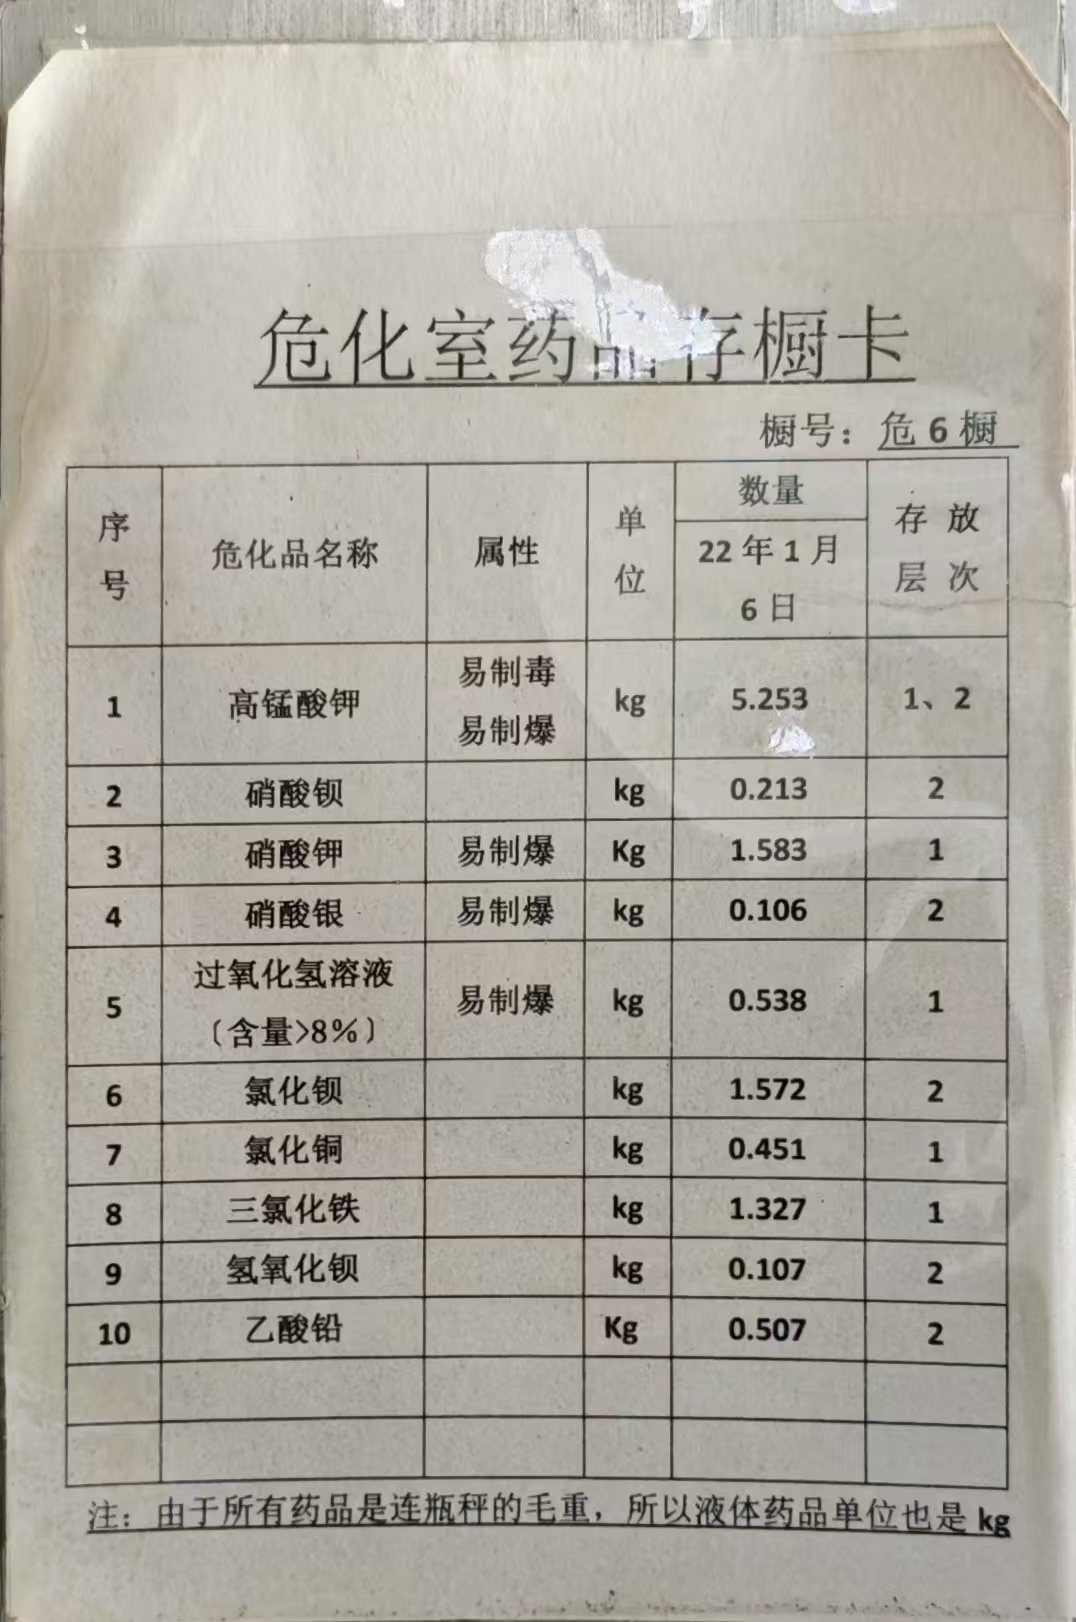 危化室药品存橱卡
橱号：危6橱
序号 危化品名称 属性 单位 数量 22年1月6日 存放层次
1 高锰酸钾 易制毒 易制爆 kg 5.253 1、2
2 硝酸钡 kg 0.213 2
3 硝酸钾 易制爆 Kg 1.583 1
4 硝酸银 易制爆 kg 0.106 2
5 过氧化氢溶液〔含量>8%〕 易制爆 kg 0.538 1
6 氯化钡 kg 1.572 2
7 氯化铜 kg 0.451 1
8 三氯化铁 kg 1.327 1
9 氢氧化钡 kg 0.107 2
10 乙酸铅 Kg 0.507 2
注：由于所有药品是连瓶秤的毛重，所以液体药品单位也是kg